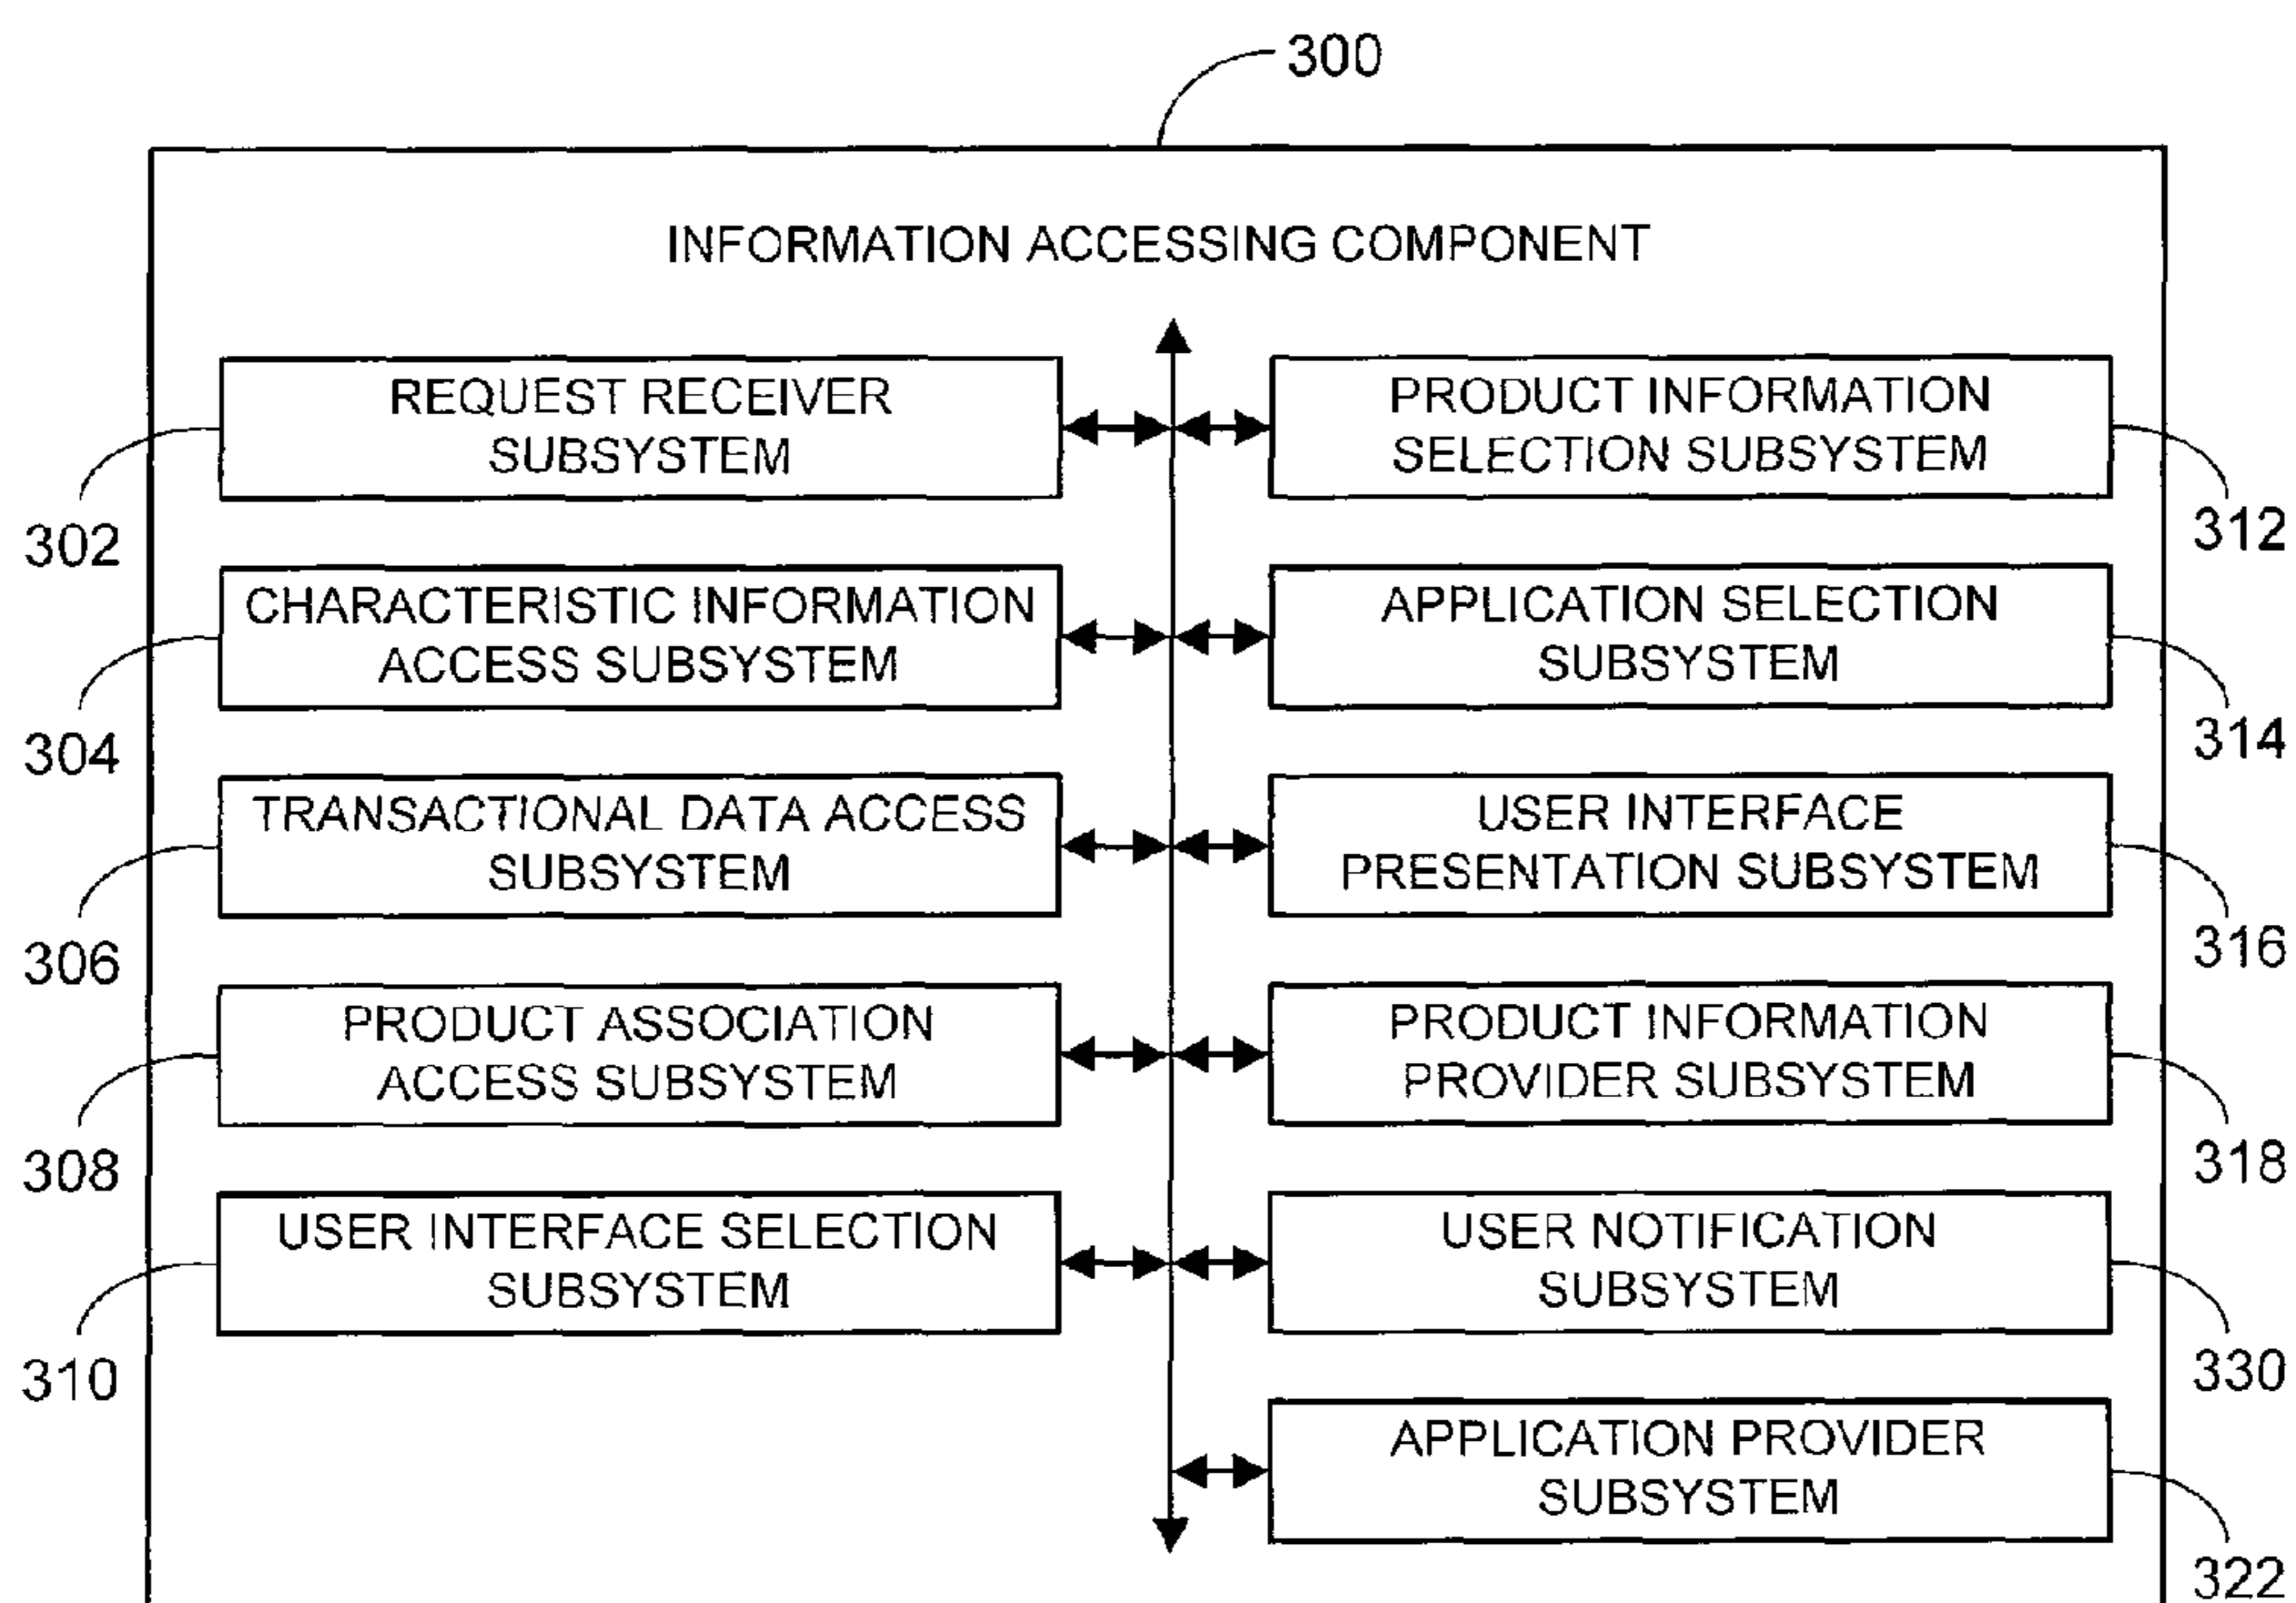 300
INFORMATION ACCESSING COMPONENT
REQUEST RECEIVER
SUBSYSTEM
302
CHARACTERISTIC INFORMATION
ACCESS SUBSYSTEM
304
TRANSACTIONAL DATA ACCESS
SUBSYSTEM
306
PRODUCT ASSOCIATION
ACCESS SUBSYSTEM
308
USER INTERFACE SELECTION
SUBSYSTEM
310
PRODUCT INFORMATION
SELECTION SUBSYSTEM
312
APPLICATION SELECTION
SUBSYSTEM
314
USER INTERFACE
PRESENTATION SUBSYSTEM
316
PRODUCT INFORMATION
PROVIDER SUBSYSTEM
318
USER NOTIFICATION
SUBSYSTEM
330
APPLICATION PROVIDER
SUBSYSTEM
322